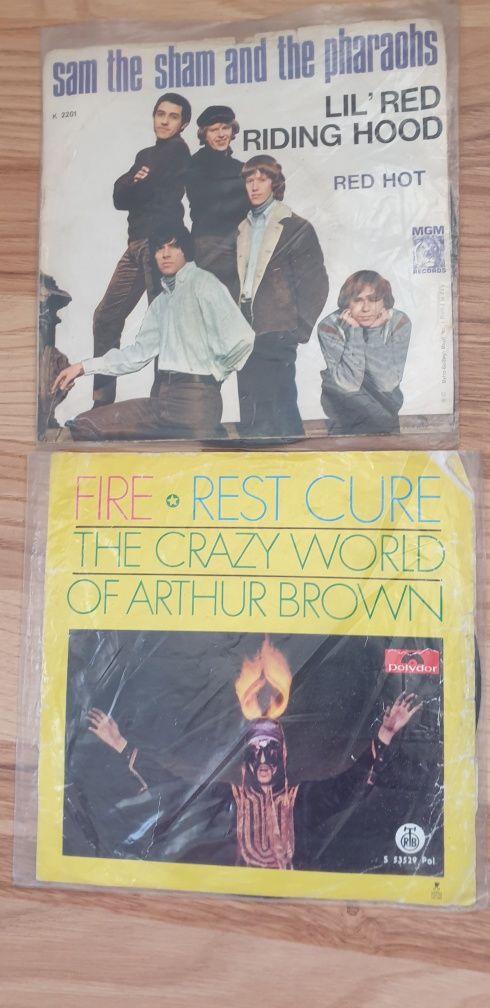 sam the sham and the pharaohs
K 2201
LIL' RED
RIDING HOOD
RED HOT
MGM
RECORDS
FIRE REST CURE
THE CRAZY WORLD
OF ARTHUR BROWN
polydor
RTB
S 53529 Pol